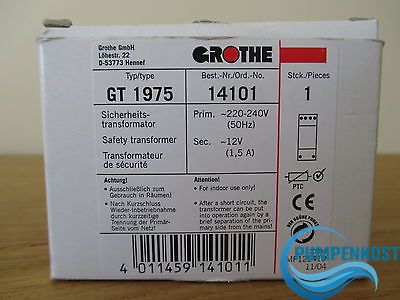 Grothe GmbH
Löhestr. 22
D-53773 Hennef
GROTHE
Typ/type
GT 1975
Best.-Nr./Ord.-No.
14101
Stck./Pieces
1
Sicherheits-
transformator
Safety transformer
Transformateur
de sécurité
Prim. ~220-240V
(50Hz)
Sec. ~12V
(1,5 A)
PTC
Achtung!
• Ausschließlich zum
Gebrauch in Räumen!
• Nach Kurzschluss
Wieder-Inbetriebnahme
durch kurzzeitige
Trennung der Primär-
Seite vom Netz!
Attention!
• For indoor use only!
• After a short circuit, the
transformer can be put
into operation again by a
brief separation of the primary
side from the mains!
4 011459 141011
11/04
PUMPENKOST